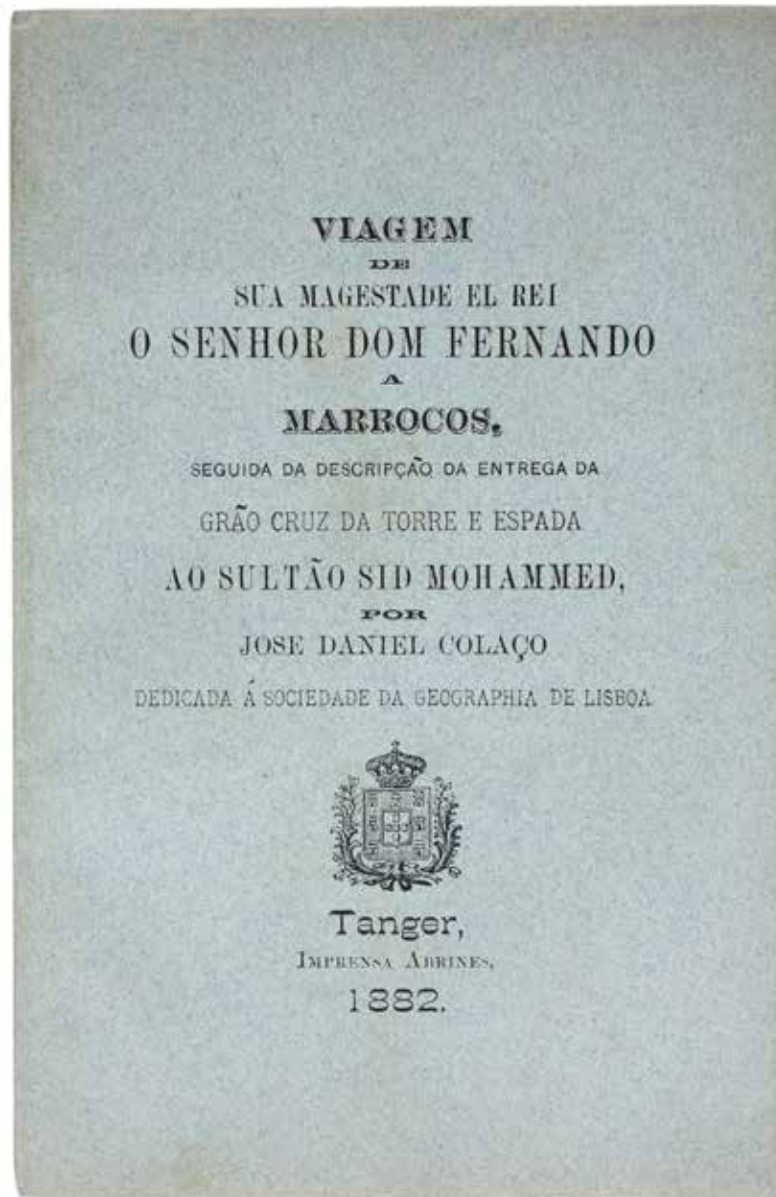 VIAGEM
DE
SUA MAGESTADE EL REI
O SENHOR DOM FERNANDO
A
MARROCOS,
SEGUIDA DA DESCRIPÇÃO DA ENTREGA DA
GRÃO CRUZ DA TORRE E ESPADA
AO SULTÃO SID MOHAMMED,
POR
JOSE DANIEL COLAÇO
DEDICADA Á SOCIEDADE DA GEOGRAPHIA DE LISBOA
Tanger,
IMPRENSA ABRINES,
1882.